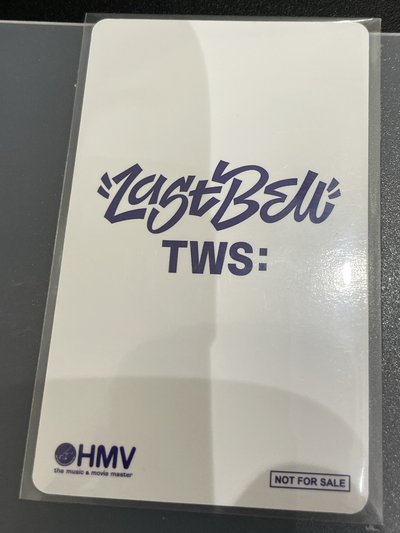 Last Bell
TWS:
HMV
the music & movie master
NOT FOR SALE